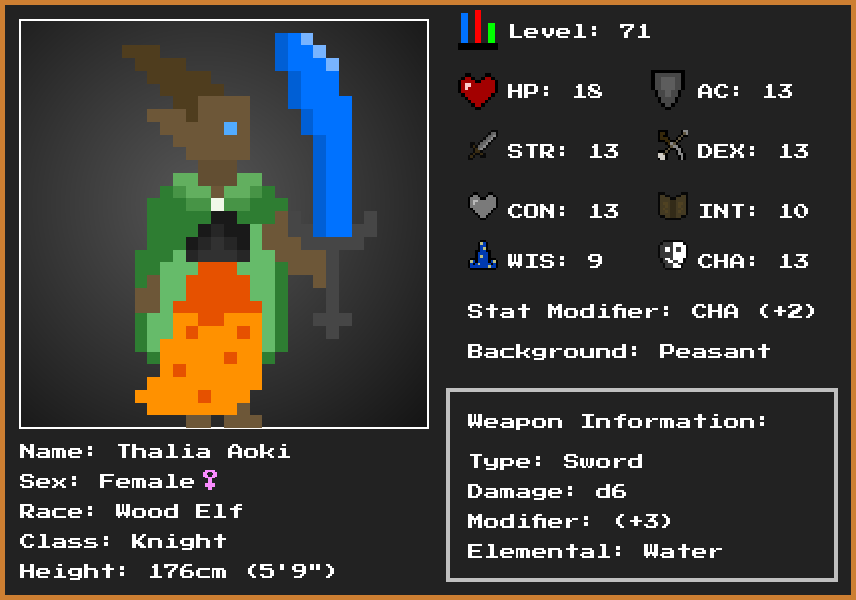 Level: 71
HP: 18
AC: 13
STR: 13
DEX: 13
CON: 13
INT: 10
WIS: 9
CHA: 13
Stat Modifier: CHA (+2)
Background: Peasant
Name: Thalia Aoki
Sex: Female♀
Race: Wood Elf
Class: Knight
Height: 176cm (5'9")
Weapon Information:
Type: Sword
Damage: d6
Modifier: (+3)
Elemental: Water